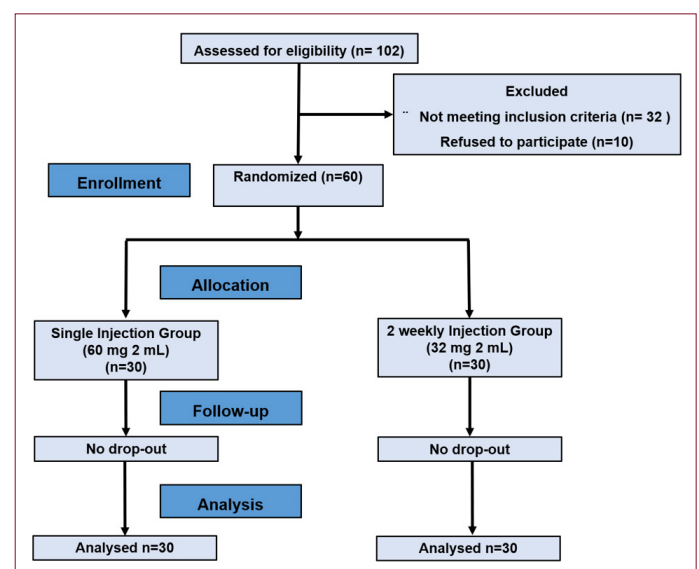 Assessed for eligibility (n= 102)
Excluded
¨ Not meeting inclusion criteria (n= 32 )
Refused to participate (n=10)
Enrollment
Randomized (n=60)
Allocation
Single Injection Group
(60 mg 2 mL)
(n=30)
2 weekly Injection Group
(32 mg 2 mL)
(n=30)
Follow-up
No drop-out
No drop-out
Analysis
Analysed n=30
Analysed n=30